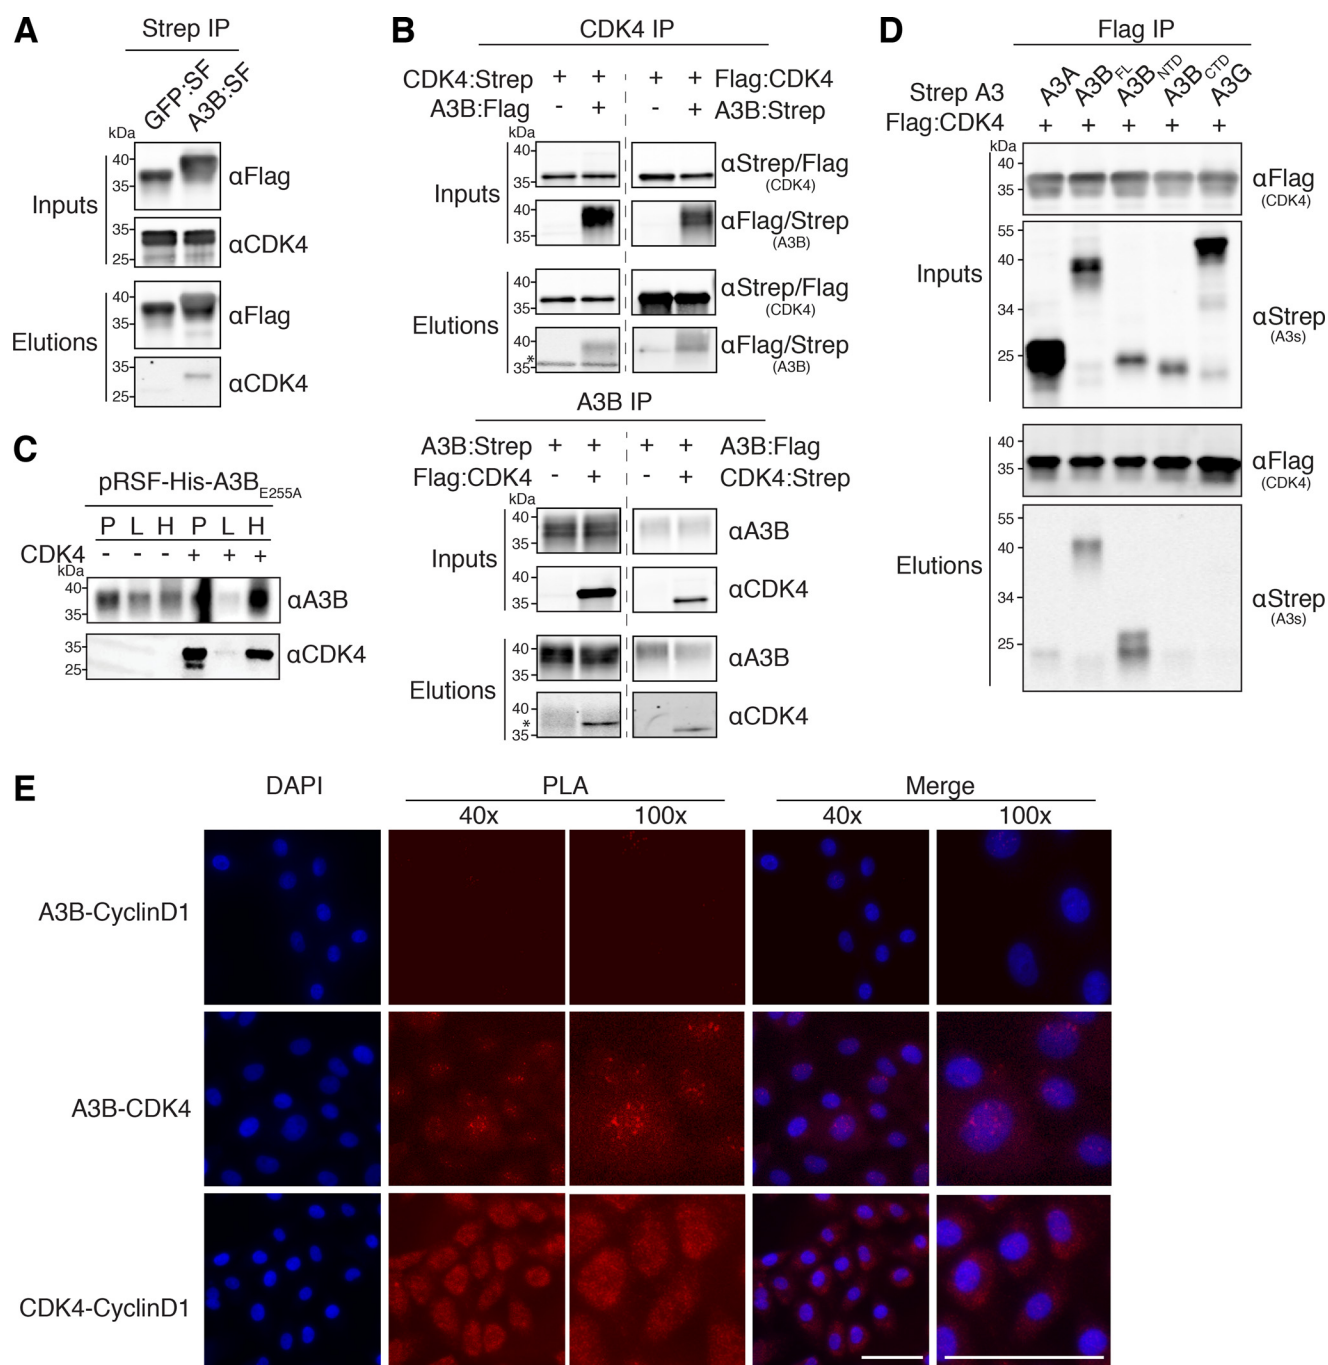 A
Strep IP
GFP:SF
A3B:SF
kDa
40
35
αFlag
Inputs
35
25
αCDK4
40
35
αFlag
Elutions
35
25
αCDK4
B
CDK4 IP
CDK4:Strep + + + + Flag:CDK4
A3B:Flag - + - + A3B:Strep
kDa
40
35
αStrep/Flag
(CDK4)
Inputs
40
35
αFlag/Strep
(A3B)
40
35
αStrep/Flag
(CDK4)
Elutions
40
*
35
αFlag/Strep
(A3B)
A3B IP
A3B:Strep + + + + A3B:Flag
Flag:CDK4 - + - + CDK4:Strep
kDa
40
35
αA3B
Inputs
40
35
αCDK4
40
35
αA3B
Elutions
40
*
35
αCDK4
C
pRSF-His-A3BE255A
P L H P L H
CDK4 - - - + + +
kDa
40
35
αA3B
35
25
αCDK4
D
Flag IP
Strep A3 A3A A3BFL A3BNTD A3BCTD A3G
Flag:CDK4 + + + + +
kDa
40
35
αFlag
(CDK4)
Inputs
55
40
34
25
αStrep
(A3s)
40
35
αFlag
(CDK4)
Elutions
55
40
34
25
αStrep
(A3s)
E
DAPI PLA Merge
40x 100x 40x 100x
A3B-CyclinD1
A3B-CDK4
CDK4-CyclinD1